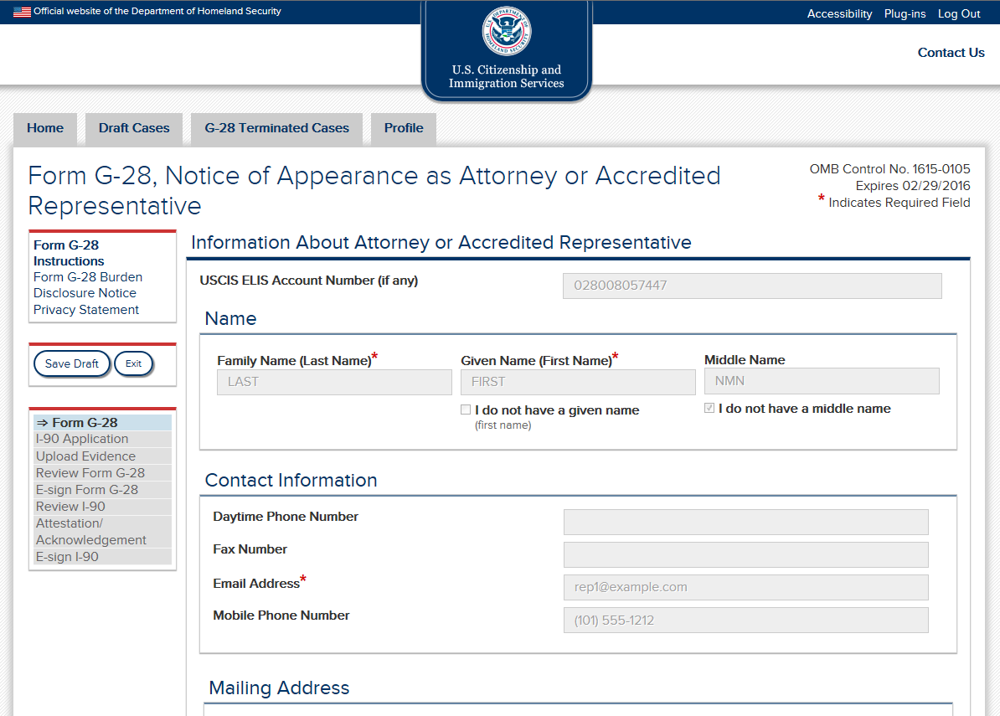 Official website of the Department of Homeland Security
Accessibility Plug-ins Log Out
U.S. Citizenship and
Immigration Services
Contact Us
Home Draft Cases G-28 Terminated Cases Profile
Form G-28, Notice of Appearance as Attorney or Accredited
Representative
OMB Control No. 1615-0105
Expires 02/29/2016
* Indicates Required Field
Form G-28
Instructions
Form G-28 Burden
Disclosure Notice
Privacy Statement
Save Draft Exit
⇒ Form G-28
I-90 Application
Upload Evidence
Review Form G-28
E-sign Form G-28
Review I-90
Attestation/
Acknowledgement
E-sign I-90
Information About Attorney or Accredited Representative
USCIS ELIS Account Number (if any) 028008057447
Name
Family Name (Last Name)* Given Name (First Name)* Middle Name
LAST FIRST NMN
I do not have a given name I do not have a middle name
(first name)
Contact Information
Daytime Phone Number
Fax Number
Email Address* rep1@example.com
Mobile Phone Number (101) 555-1212
Mailing Address